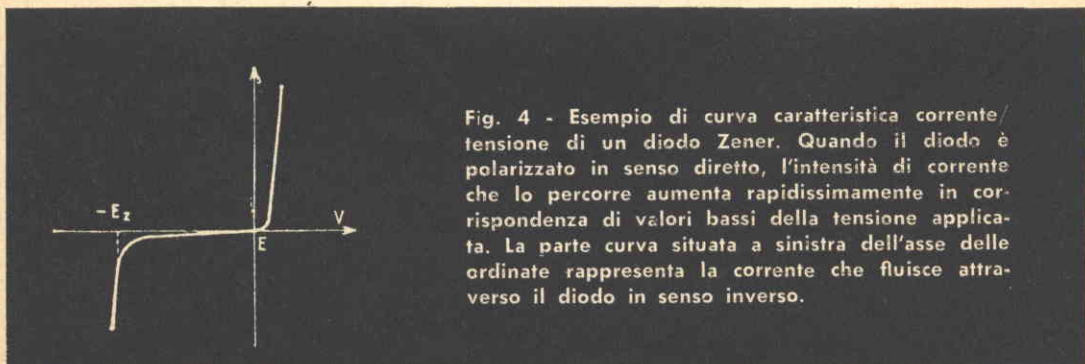 Fig. 4 - Esempio di curva caratteristica corrente/
tensione di un diodo Zener. Quando il diodo è
polarizzato in senso diretto, l'intensità di corrente
che lo percorre aumenta rapidissimamente in cor-
rispondenza di valori bassi della tensione applica-
ta. La parte curva situata a sinistra dell'asse delle
ordinate rappresenta la corrente che fluisce attra-
verso il diodo in senso inverso.
-Ez
V
E